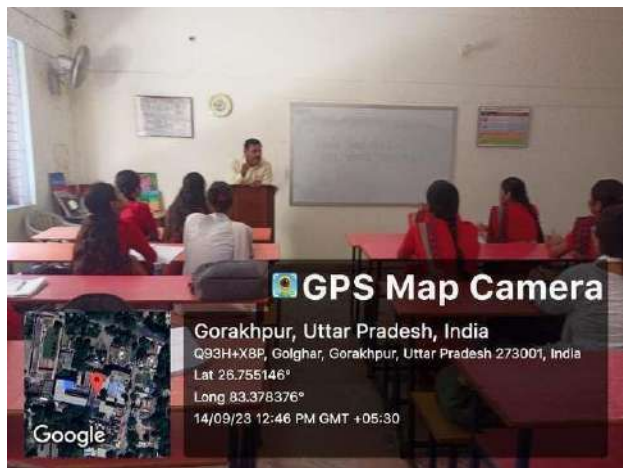 GPS Map Camera
Gorakhpur, Uttar Pradesh, India
Q93H+X8P, Golghar, Gorakhpur, Uttar Pradesh 273001, India
Lat 26.755146°
Long 83.378376°
14/09/23 12:46 PM GMT +05:30
Google